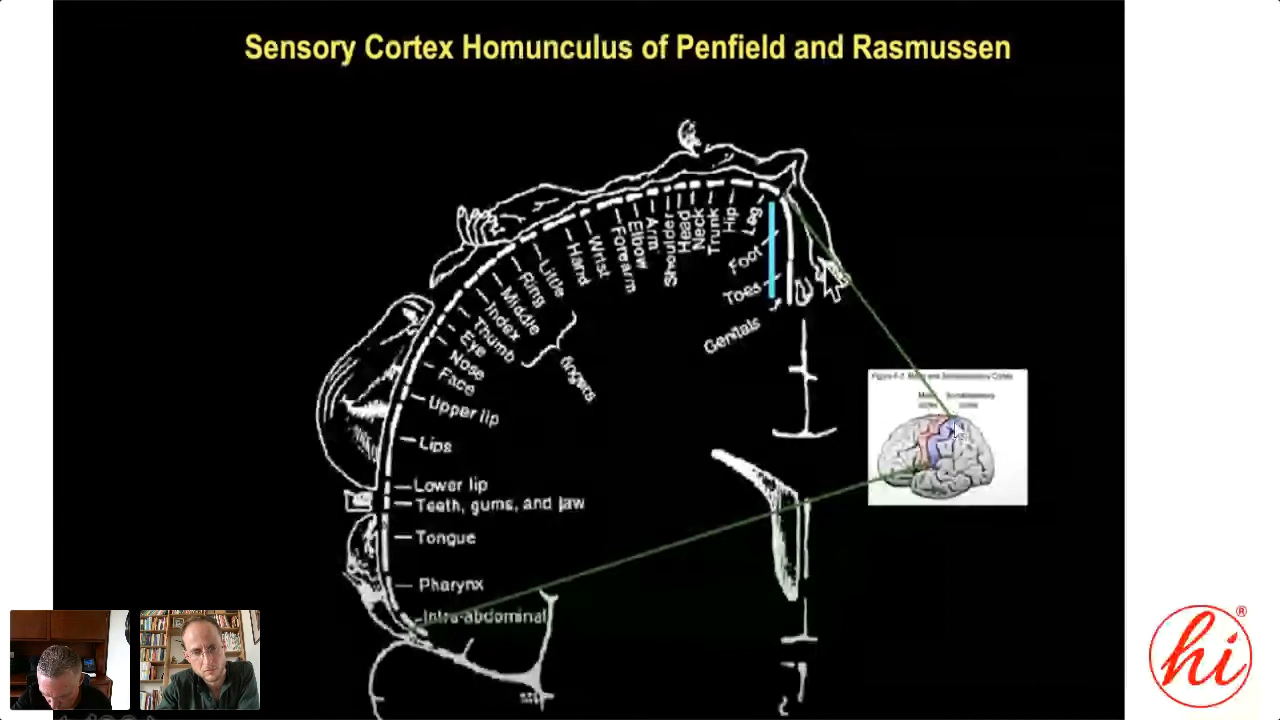 Sensory Cortex Homunculus of Penfield and Rasmussen
Intra-abdominal
Pharynx
Tongue
Teeth, gums, and jaw
Lower lip
Lips
Upper lip
Face
Nose
Eye
Thumb
Index
Middle
Ring
Little
fingers
Hand
Wrist
Forearm
Elbow
Arm
Shoulder
Head
Neck
Trunk
Hip
Leg
Foot
Toes
Genitals
hi ®